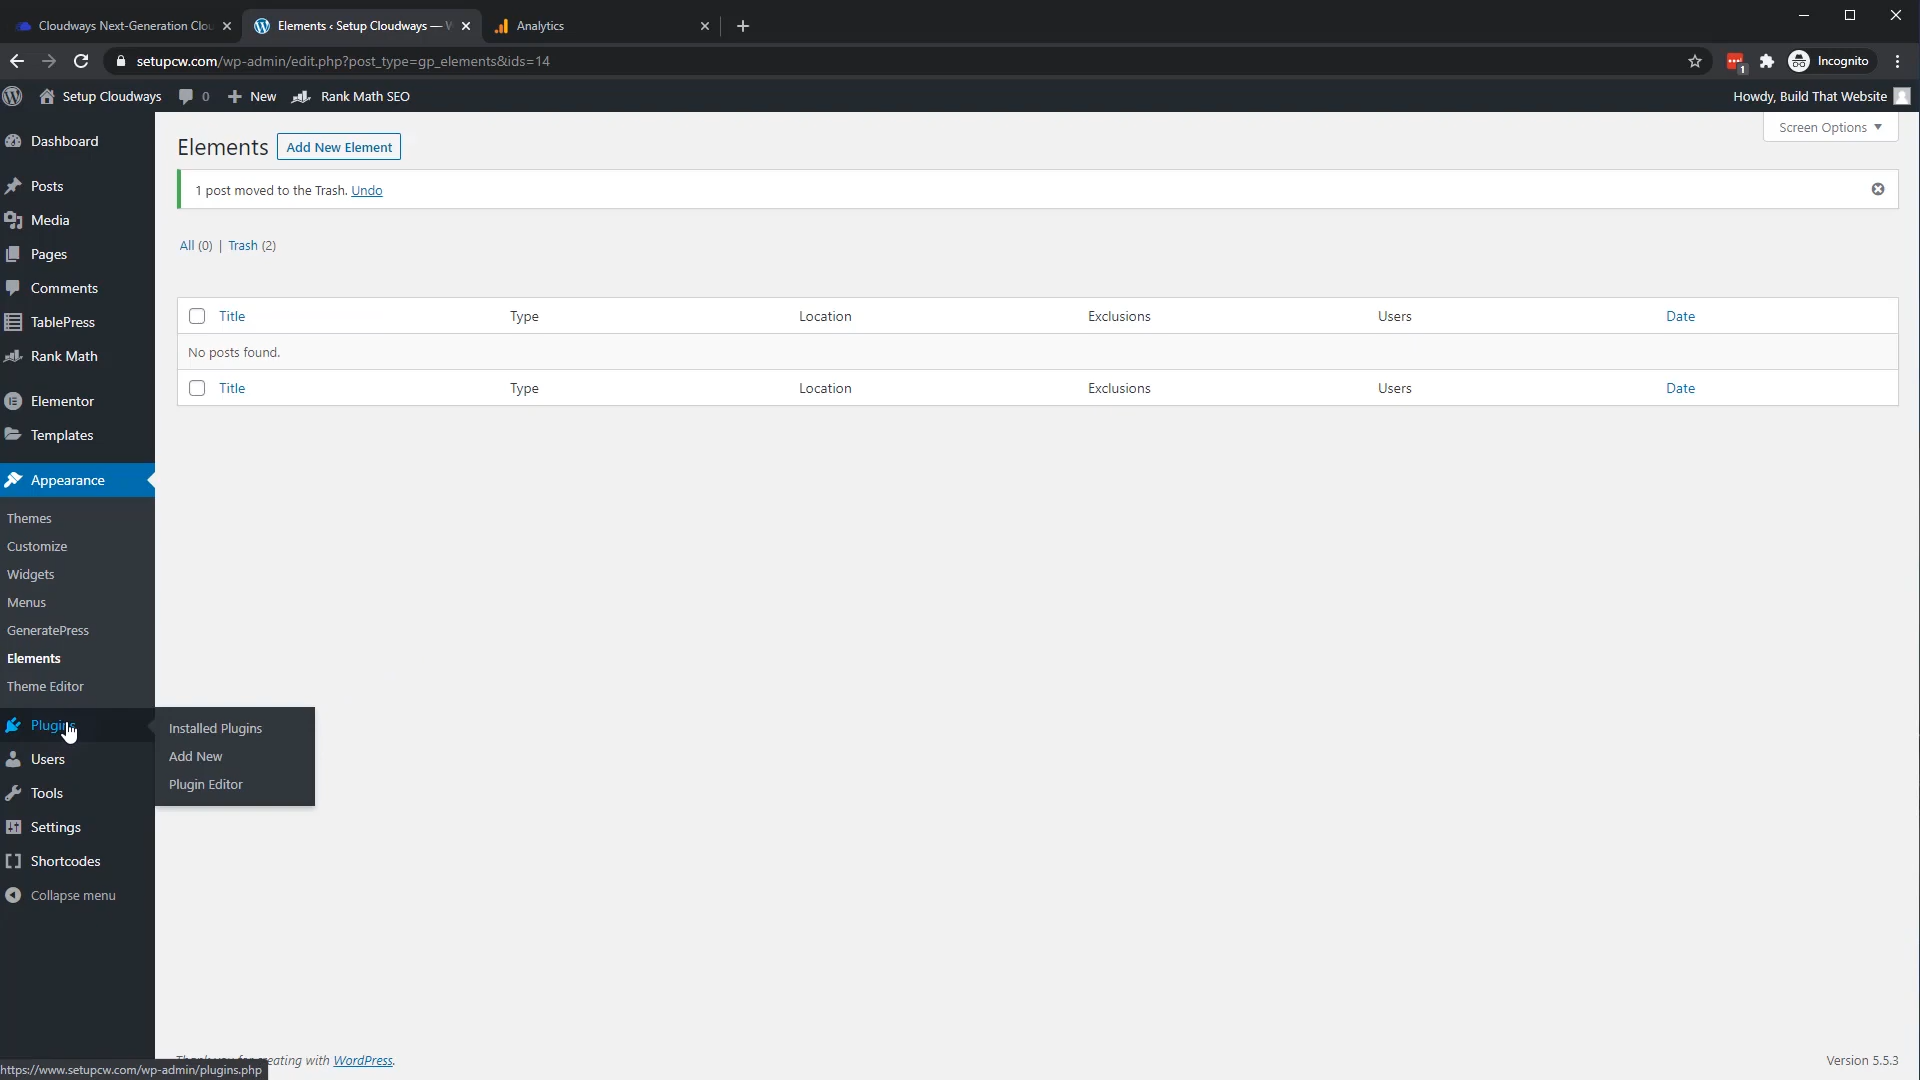 Cloudways Next-Generation Clou
Elements ‹ Setup Cloudways — W
Analytics
setupcw.com/wp-admin/edit.php?post_type=gp_elements&ids=14
1
Incognito
Setup Cloudways
0
New
Rank Math SEO
Howdy, Build That Website
Screen Options
Dashboard
Posts
Media
Pages
Comments
TablePress
Rank Math
Elementor
Templates
Appearance
Themes
Customize
Widgets
Menus
GeneratePress
Elements
Theme Editor
Plugins
Users
Tools
Settings
Shortcodes
Collapse menu
Installed Plugins
Add New
Plugin Editor
Elements
Add New Element
1 post moved to the Trash. Undo
All (0) | Trash (2)
Title Type Location Exclusions Users Date
No posts found.
Title Type Location Exclusions Users Date
Thank you for creating with WordPress.
Version 5.5.3
https://www.setupcw.com/wp-admin/plugins.php